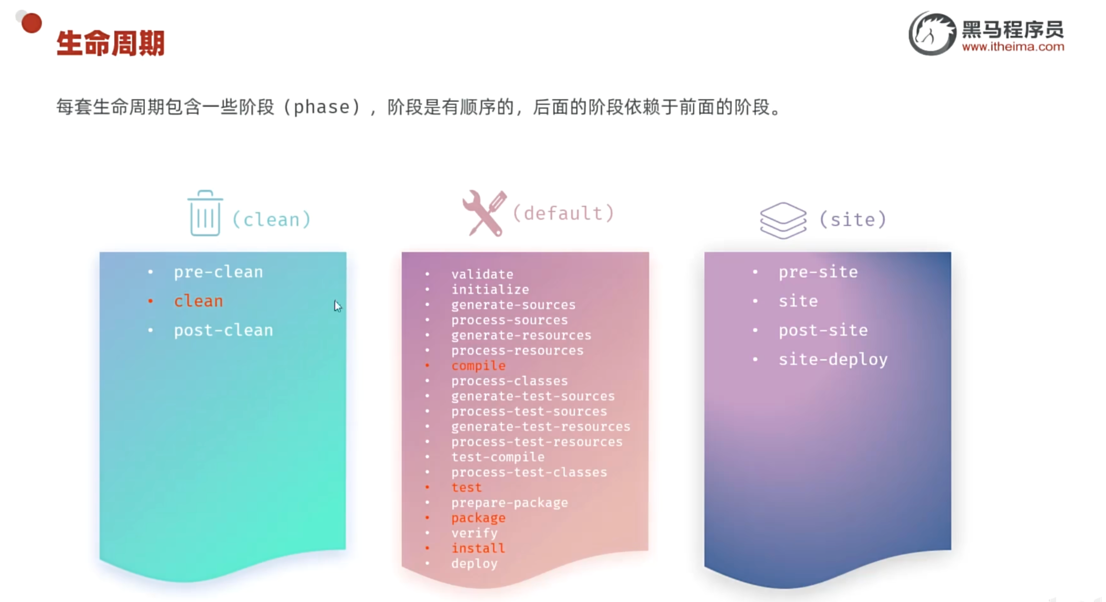 生命周期
黑马程序员
www.itheima.com
每套生命周期包含一些阶段（phase），阶段是有顺序的，后面的阶段依赖于前面的阶段。
(clean)
• pre-clean
• clean
• post-clean
(default)
• validate
• initialize
• generate-sources
• process-sources
• generate-resources
• process-resources
• compile
• process-classes
• generate-test-sources
• process-test-sources
• generate-test-resources
• process-test-resources
• test-compile
• process-test-classes
• test
• prepare-package
• package
• verify
• install
• deploy
(site)
• pre-site
• site
• post-site
• site-deploy